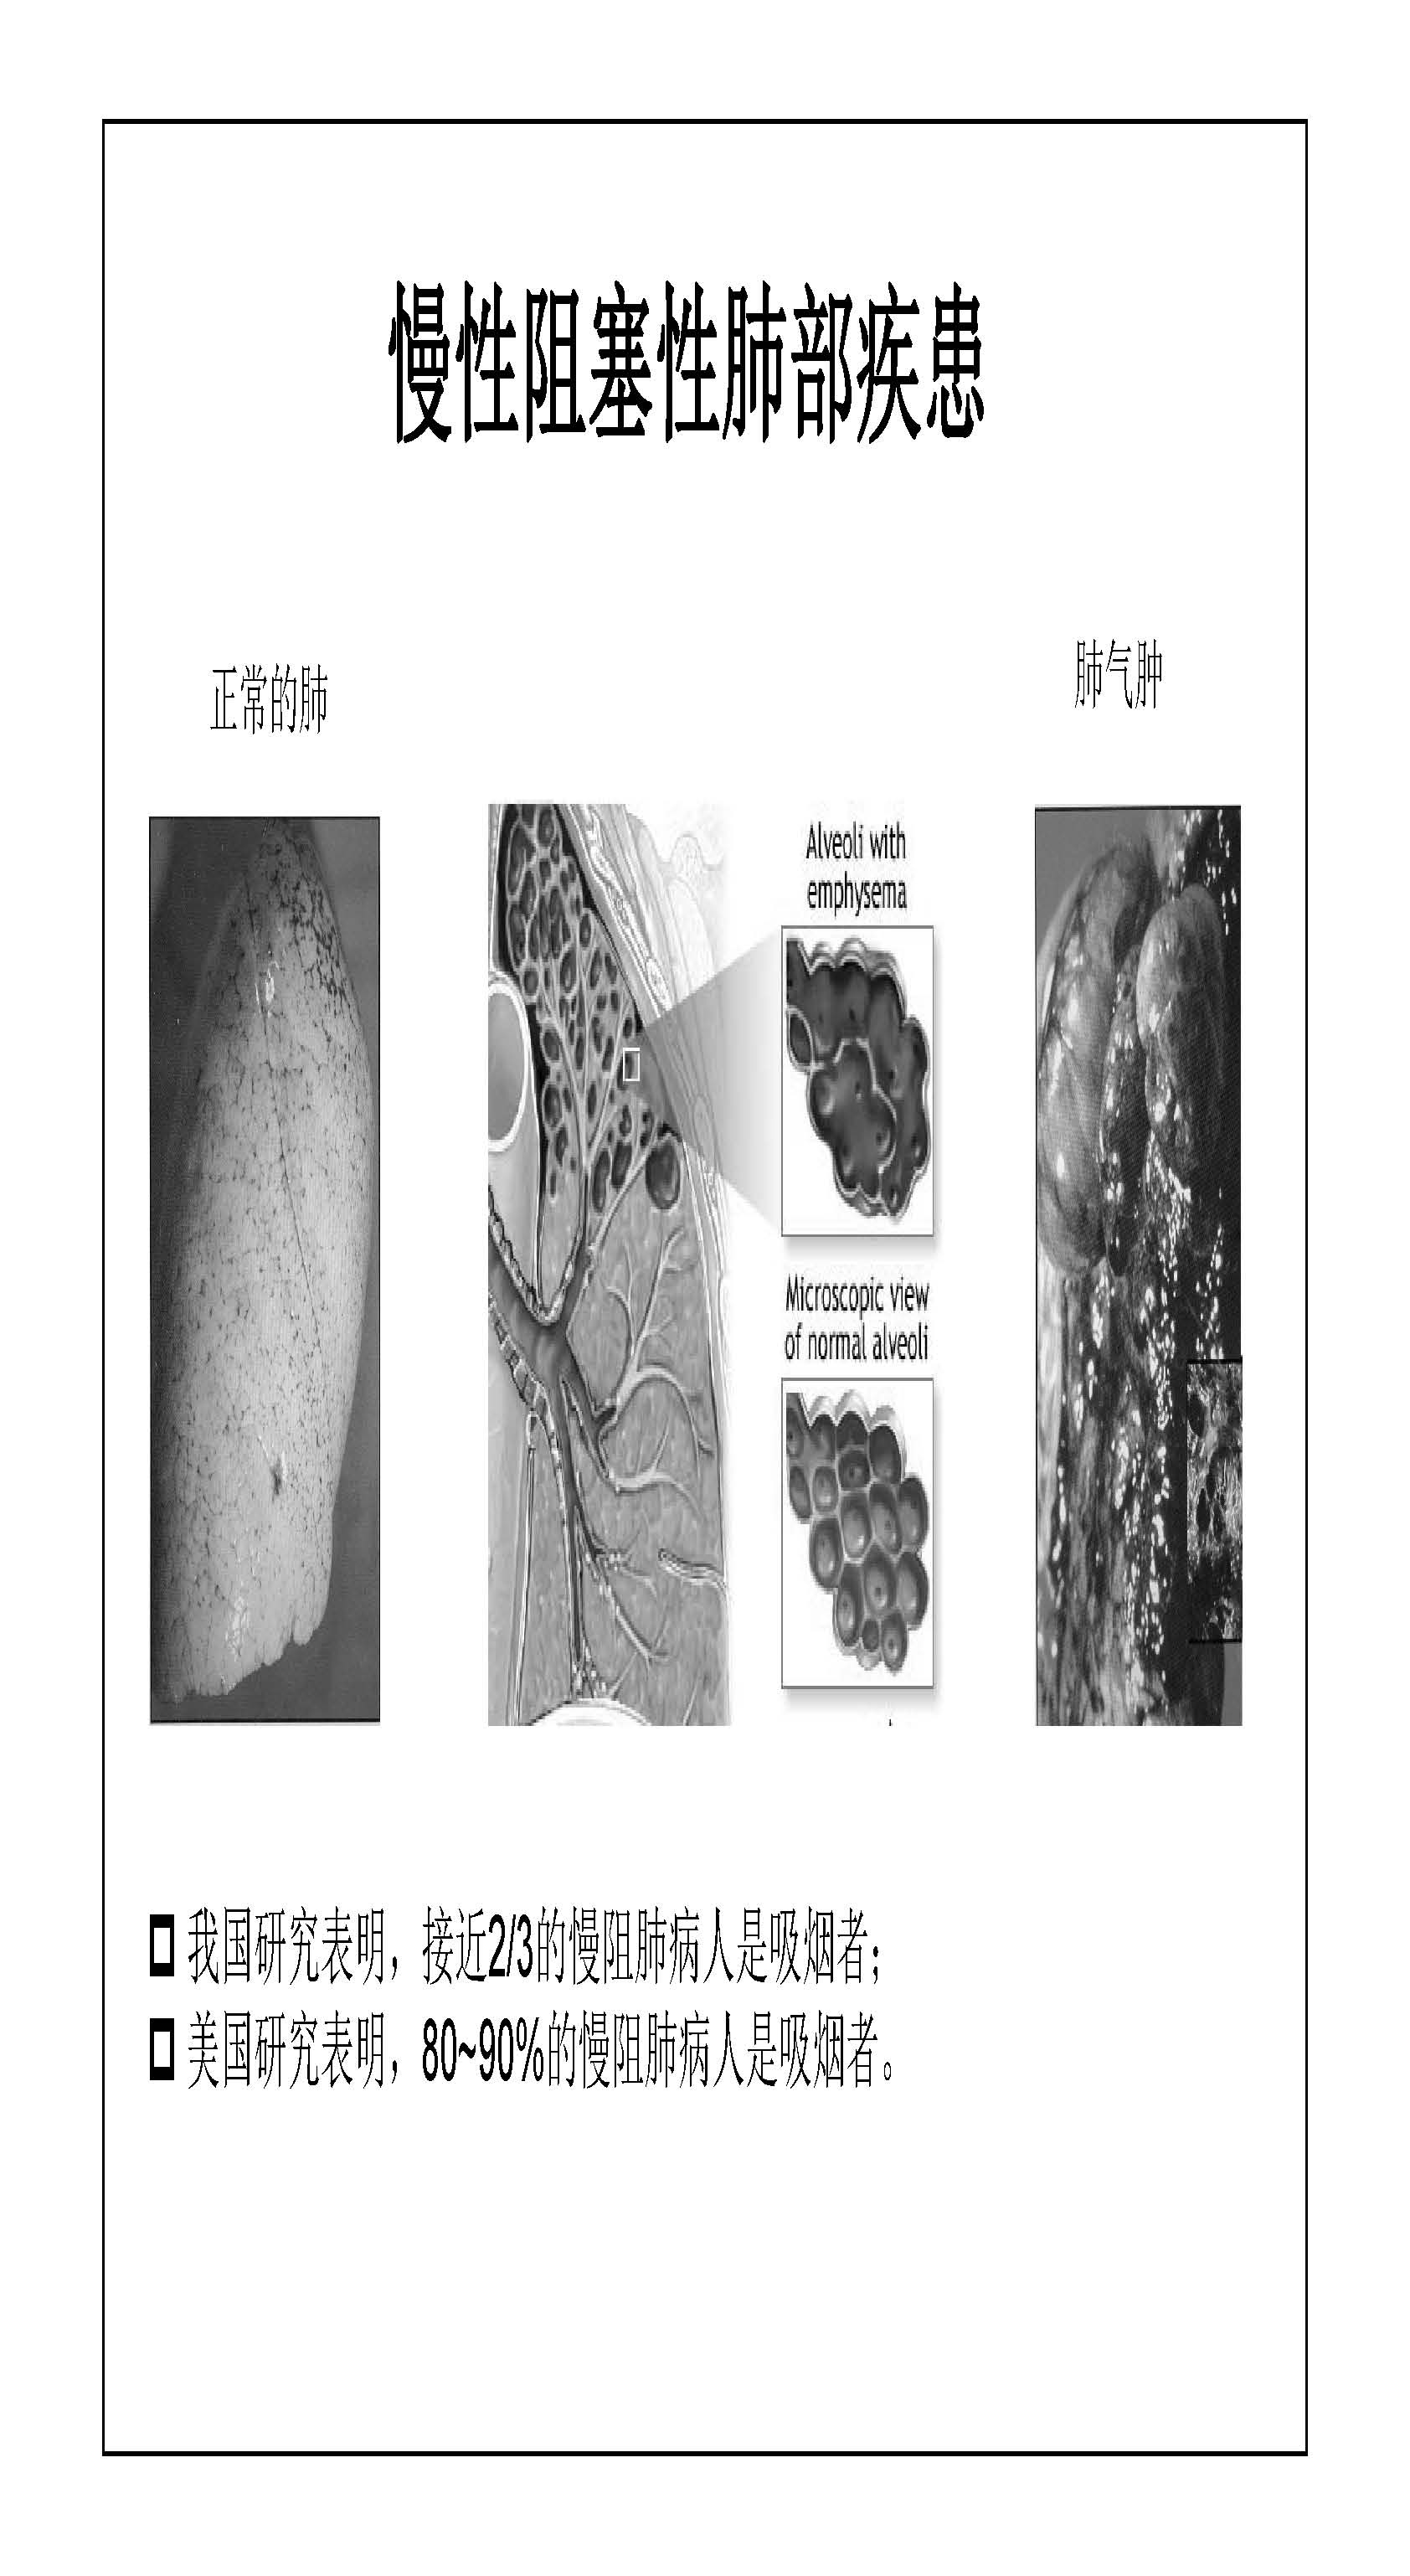 慢性阻塞性肺部疾患
正常的肺
肺气肿
Alveoli with
emphysema
Microscopic view
of normal alveoli
我国研究表明，接近2/3的慢阻肺病人是吸烟者；
美国研究表明，80~90%的慢阻肺病人是吸烟者。